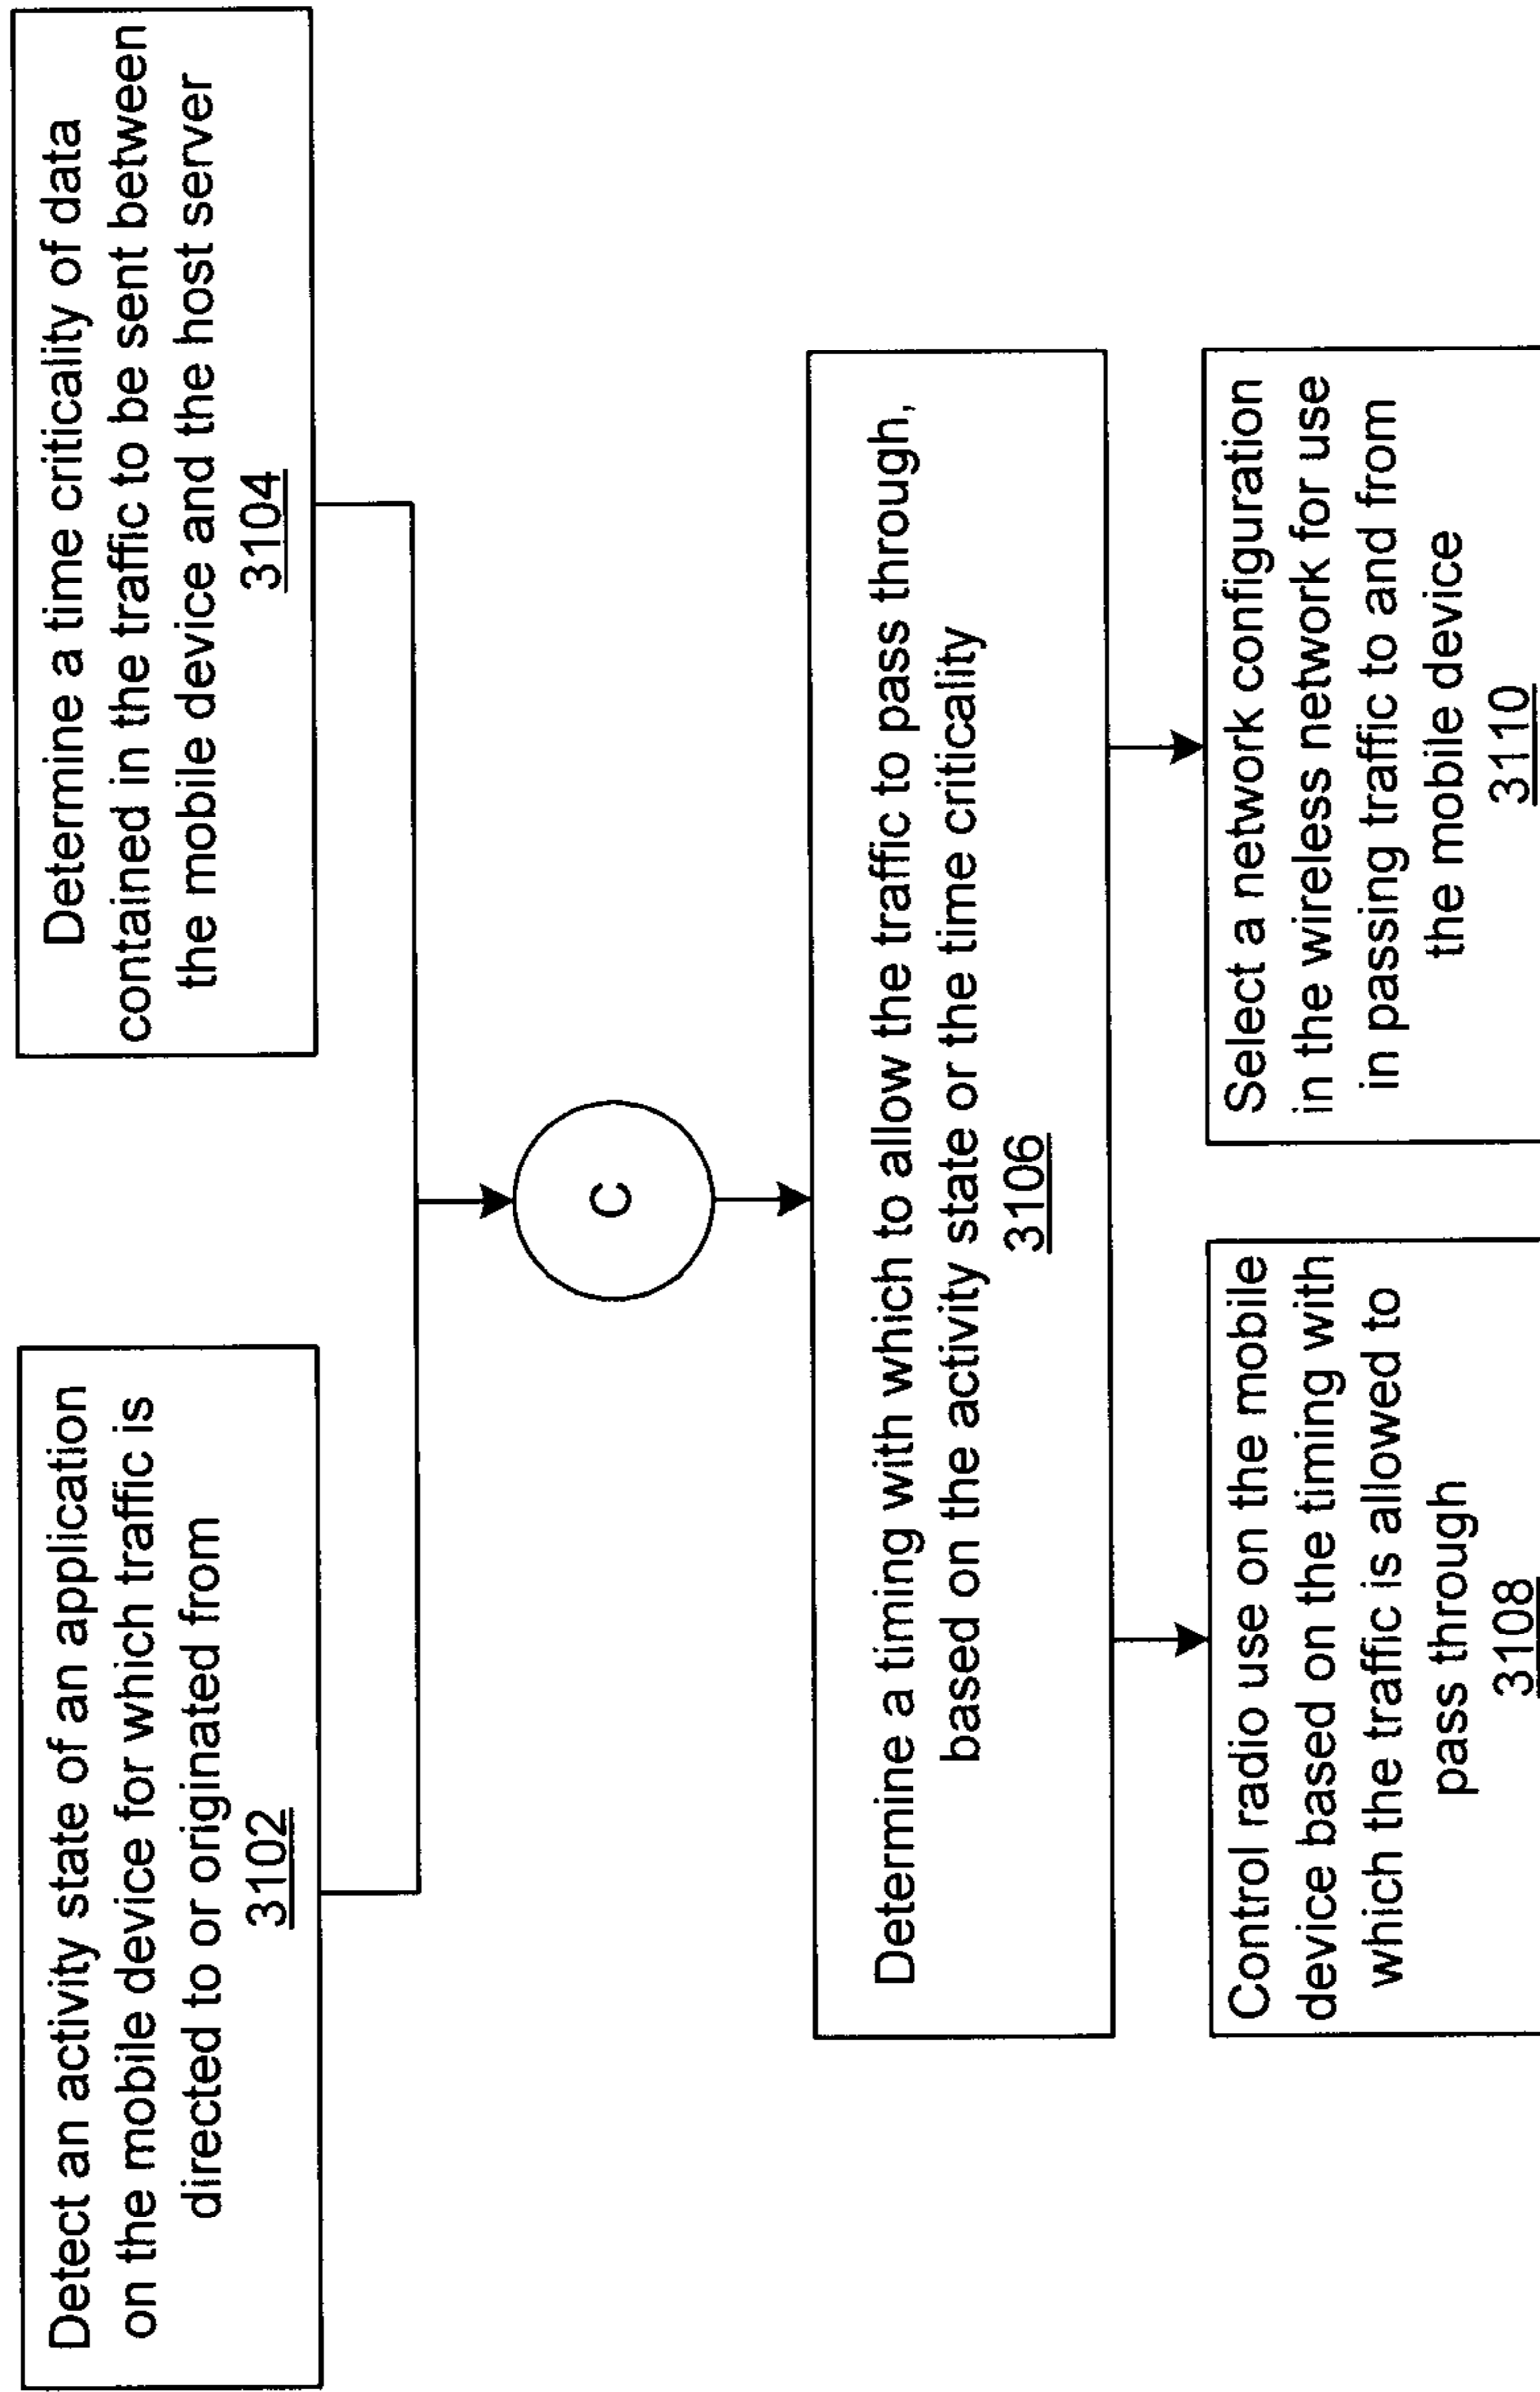 Detect an activity state of an application
on the mobile device for which traffic is
directed to or originated from
3102
Determine a time criticality of data
contained in the traffic to be sent between
the mobile device and the host server
3104
C
Determine a timing with which to allow the traffic to pass through,
based on the activity state or the time criticality
3106
Control radio use on the mobile
device based on the timing with
which the traffic is allowed to
pass through
3108
Select a network configuration
in the wireless network for use
in passing traffic to and from
the mobile device
3110